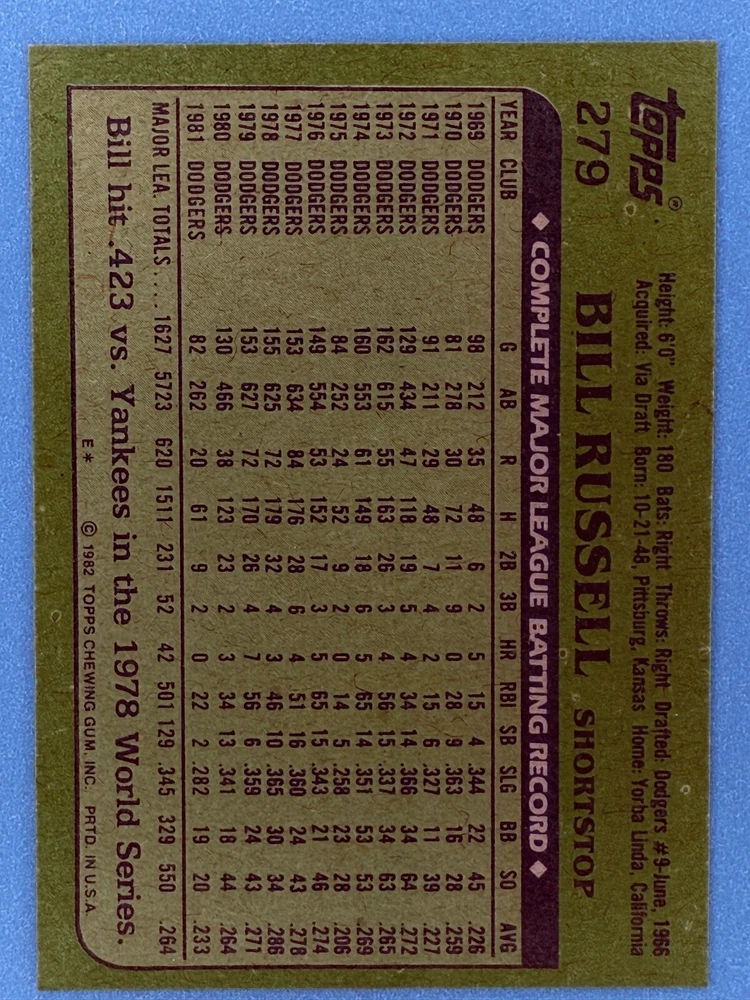 topps®
279
Height: 6'0" Weight: 180 Bats: Right Throws: Right Drafted: Dodgers #9-June, 1966
Acquired: Via Draft Born: 10-21-48, Pittsburg, Kansas Home: Yorba Linda, California
BILL RUSSELL SHORTSTOP
◆ COMPLETE MAJOR LEAGUE BATTING RECORD ◆
YEAR CLUB G AB R H 2B 3B HR RBI SB SLG BB SO AVG
1969 DODGERS 98 212 35 48 6 2 5 15 4 .344 22 45 .226
1970 DODGERS 81 278 30 72 11 9 0 28 9 .363 16 28 .259
1971 DODGERS 91 211 29 48 7 4 2 15 6 .327 11 39 .227
1972 DODGERS 129 434 47 118 19 5 4 34 14 .366 34 64 .272
1973 DODGERS 162 615 55 163 26 3 4 56 15 .337 34 63 .265
1974 DODGERS 160 553 61 149 18 6 5 65 14 .351 53 53 .269
1975 DODGERS 84 252 24 52 9 2 0 14 5 .258 23 28 .206
1976 DODGERS 149 554 53 152 17 3 5 65 15 .343 21 46 .274
1977 DODGERS 153 634 84 176 28 6 4 51 16 .360 24 43 .278
1978 DODGERS 155 625 72 179 32 4 3 46 10 .365 30 34 .286
1979 DODGERS 153 627 72 170 26 4 7 56 6 .359 24 43 .271
1980 DODGERS 130 466 38 123 23 2 3 34 13 .341 18 44 .264
1981 DODGERS 82 262 20 61 9 2 0 22 2 .282 19 20 .233
MAJOR LEA. TOTALS .... 1627 5723 620 1511 231 52 42 501 129 .345 329 550 .264
Bill hit .423 vs. Yankees in the 1978 World Series.
E* © 1982 TOPPS CHEWING GUM, INC. PRTD. IN U.S.A.